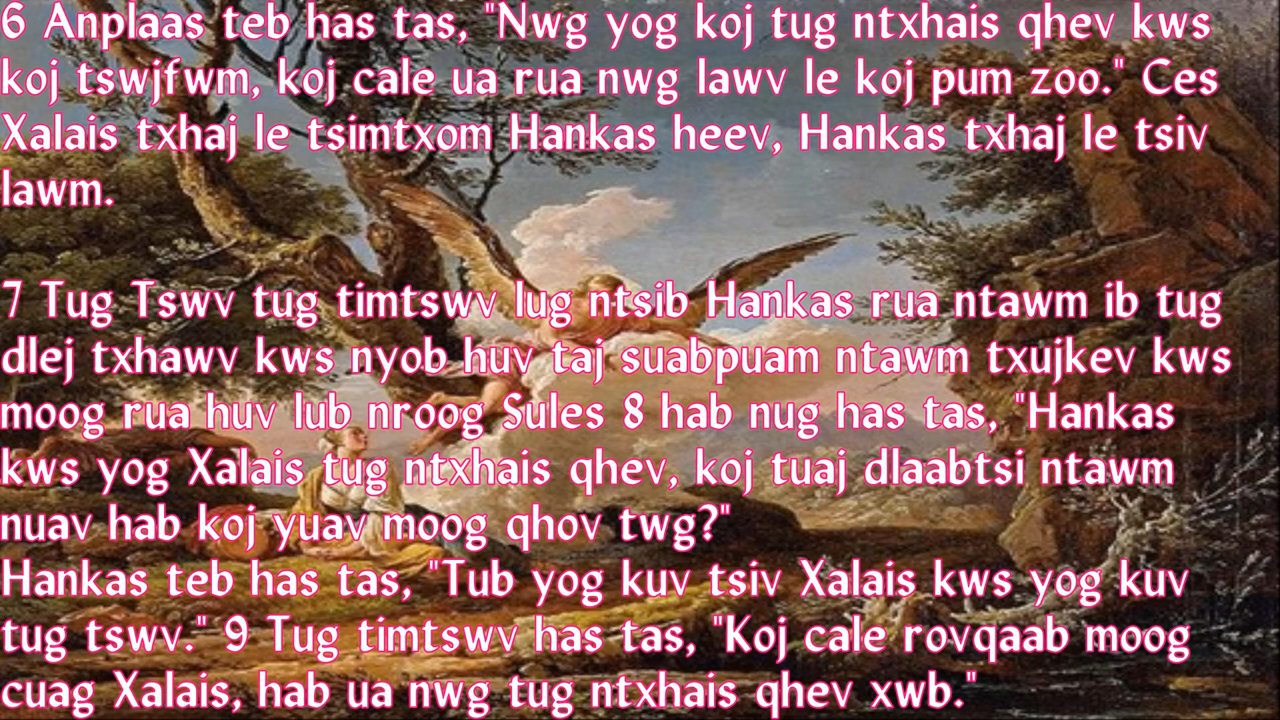 6 Anplaas teb has tas, "Nwg yog koj tug ntxhais qhev kws
koj tswjfwm, koj cale ua rua nwg lawv le koj pum zoo." Ces
Xalais txhaj le tsimtxom Hankas heev, Hankas txhaj le tsiv
lawm.
7 Tug Tswv tug timtswv lug ntsib Hankas rua ntawm ib tug
dlej txhawv kws nyob huv taj suabpuam ntawm txujkev kws
moog rua huv lub nroog Sules 8 hab nug has tas, "Hankas
kws yog Xalais tug ntxhais qhev, koj tuaj dlaabtsi ntawm
nuav hab koj yuav moog qhov twg?"
Hankas teb has tas, "Tub yog kuv tsiv Xalais kws yog kuv
tug tswv." 9 Tug timtswv has tas, "Koj cale rovqaab moog
cuag Xalais, hab ua nwg tug ntxhais qhev xwb."